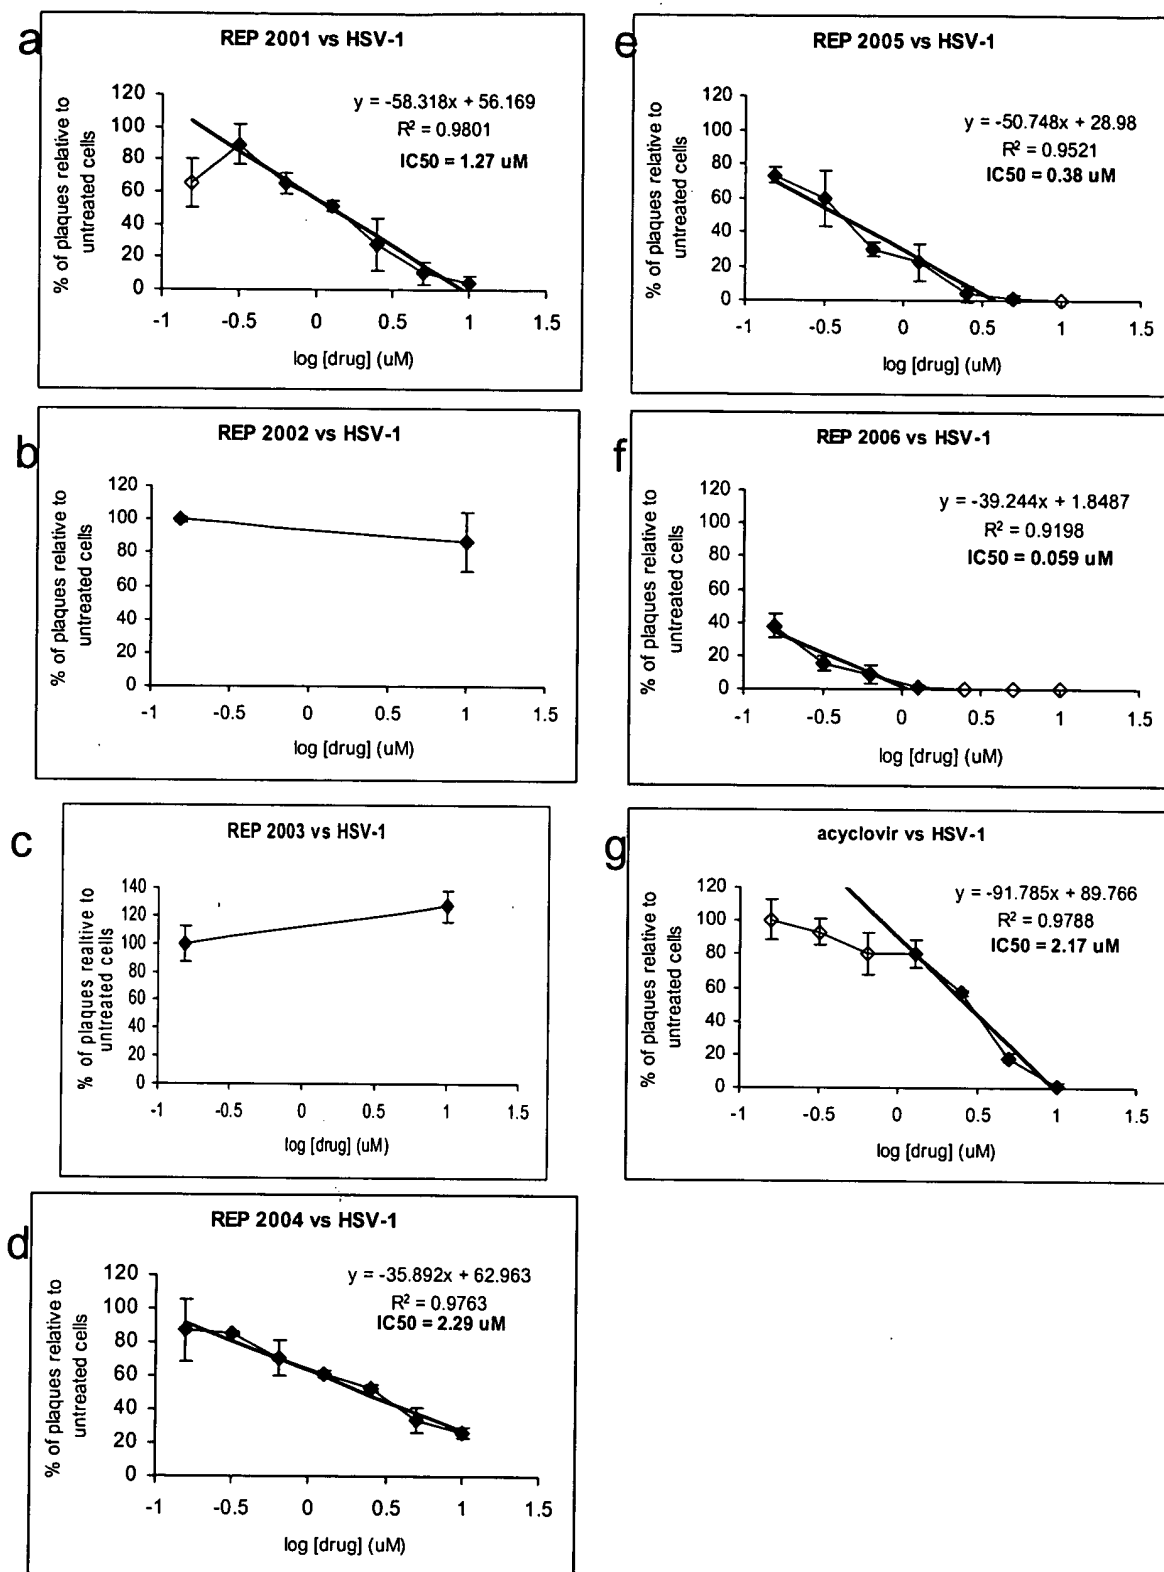 a
REP 2001 vs HSV-1
% of plaques relative to
untreated cells
120
100
80
60
40
20
0
y = -58.318x + 56.169
R² = 0.9801
IC50 = 1.27 uM
-1 -0.5 0 0.5 1 1.5
log [drug] (uM)
b
REP 2002 vs HSV-1
% of plaques relative to
untreated cells
120
100
80
60
40
20
0
-1 -0.5 0 0.5 1 1.5
log [drug] (uM)
c
REP 2003 vs HSV-1
% of plaques realtive to
untreated cells
140
120
100
80
60
40
20
0
-1 -0.5 0 0.5 1 1.5
log [drug] (uM)
d
REP 2004 vs HSV-1
% of plaques relative to
untreated cells
120
100
80
60
40
20
0
y = -35.892x + 62.963
R² = 0.9763
IC50 = 2.29 uM
-1 -0.5 0 0.5 1 1.5
log [drug] (uM)
e
REP 2005 vs HSV-1
% of plaques relative to
untreated cells
120
100
80
60
40
20
0
y = -50.748x + 28.98
R² = 0.9521
IC50 = 0.38 uM
-1 -0.5 0 0.5 1 1.5
log [drug] (uM)
f
REP 2006 vs HSV-1
% of plaques relative to
untreated cells
120
100
80
60
40
20
0
y = -39.244x + 1.8487
R² = 0.9198
IC50 = 0.059 uM
-1 -0.5 0 0.5 1 1.5
log [drug] (uM)
g
acyclovir vs HSV-1
% of plaques relative to
untreated cells
120
100
80
60
40
20
0
y = -91.785x + 89.766
R² = 0.9788
IC50 = 2.17 uM
-1 -0.5 0 0.5 1 1.5
log [drug] (uM)